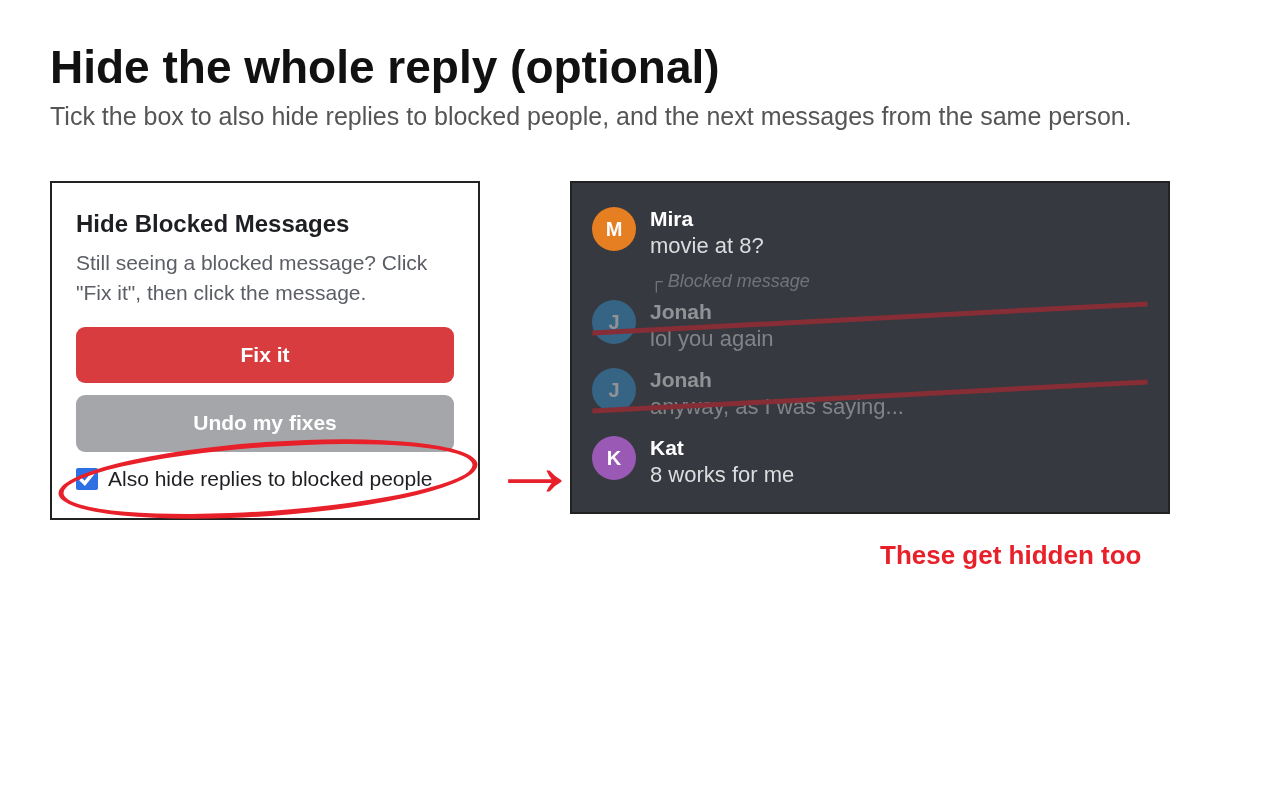 Hide the whole reply (optional)
Tick the box to also hide replies to blocked people, and the next messages from the same person.
Hide Blocked Messages
Still seeing a blocked message? Click
"Fix it", then click the message.
Fix it
Undo my fixes
Also hide replies to blocked people
→
M
Mira
movie at 8?
┌ Blocked message
J
Jonah
lol you again
J
Jonah
anyway, as I was saying...
K
Kat
8 works for me
These get hidden too